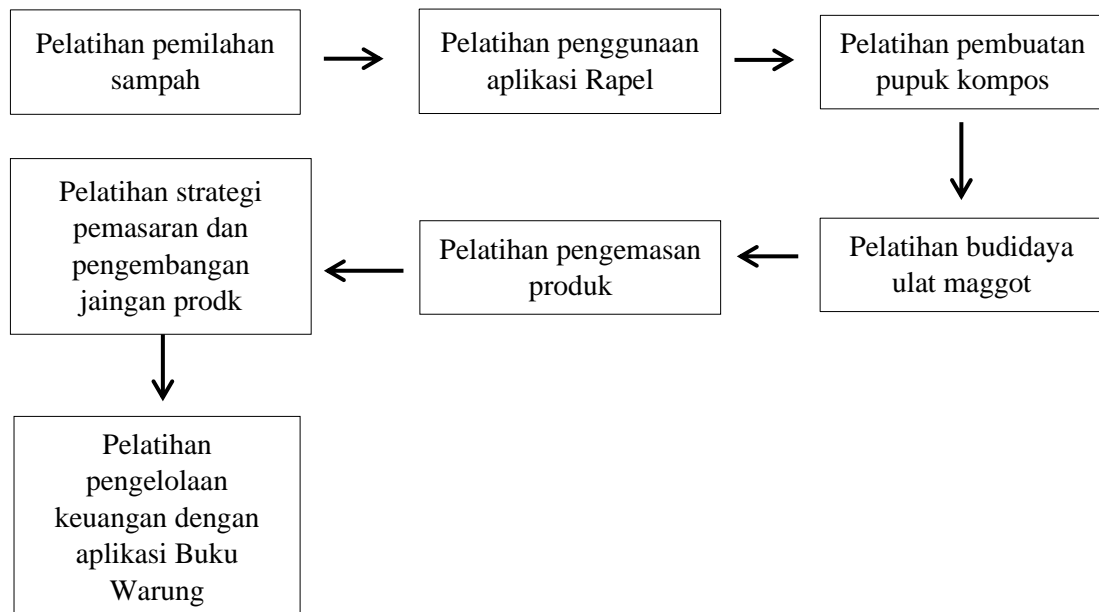 Pelatihan pemilahan
sampah
Pelatihan penggunaan
aplikasi Rapel
Pelatihan pembuatan
pupuk kompos
Pelatihan budidaya
ulat maggot
Pelatihan pengemasan
produk
Pelatihan strategi
pemasaran dan
pengembangan
jaingan prodk
Pelatihan
pengelolaan
keuangan dengan
aplikasi Buku
Warung